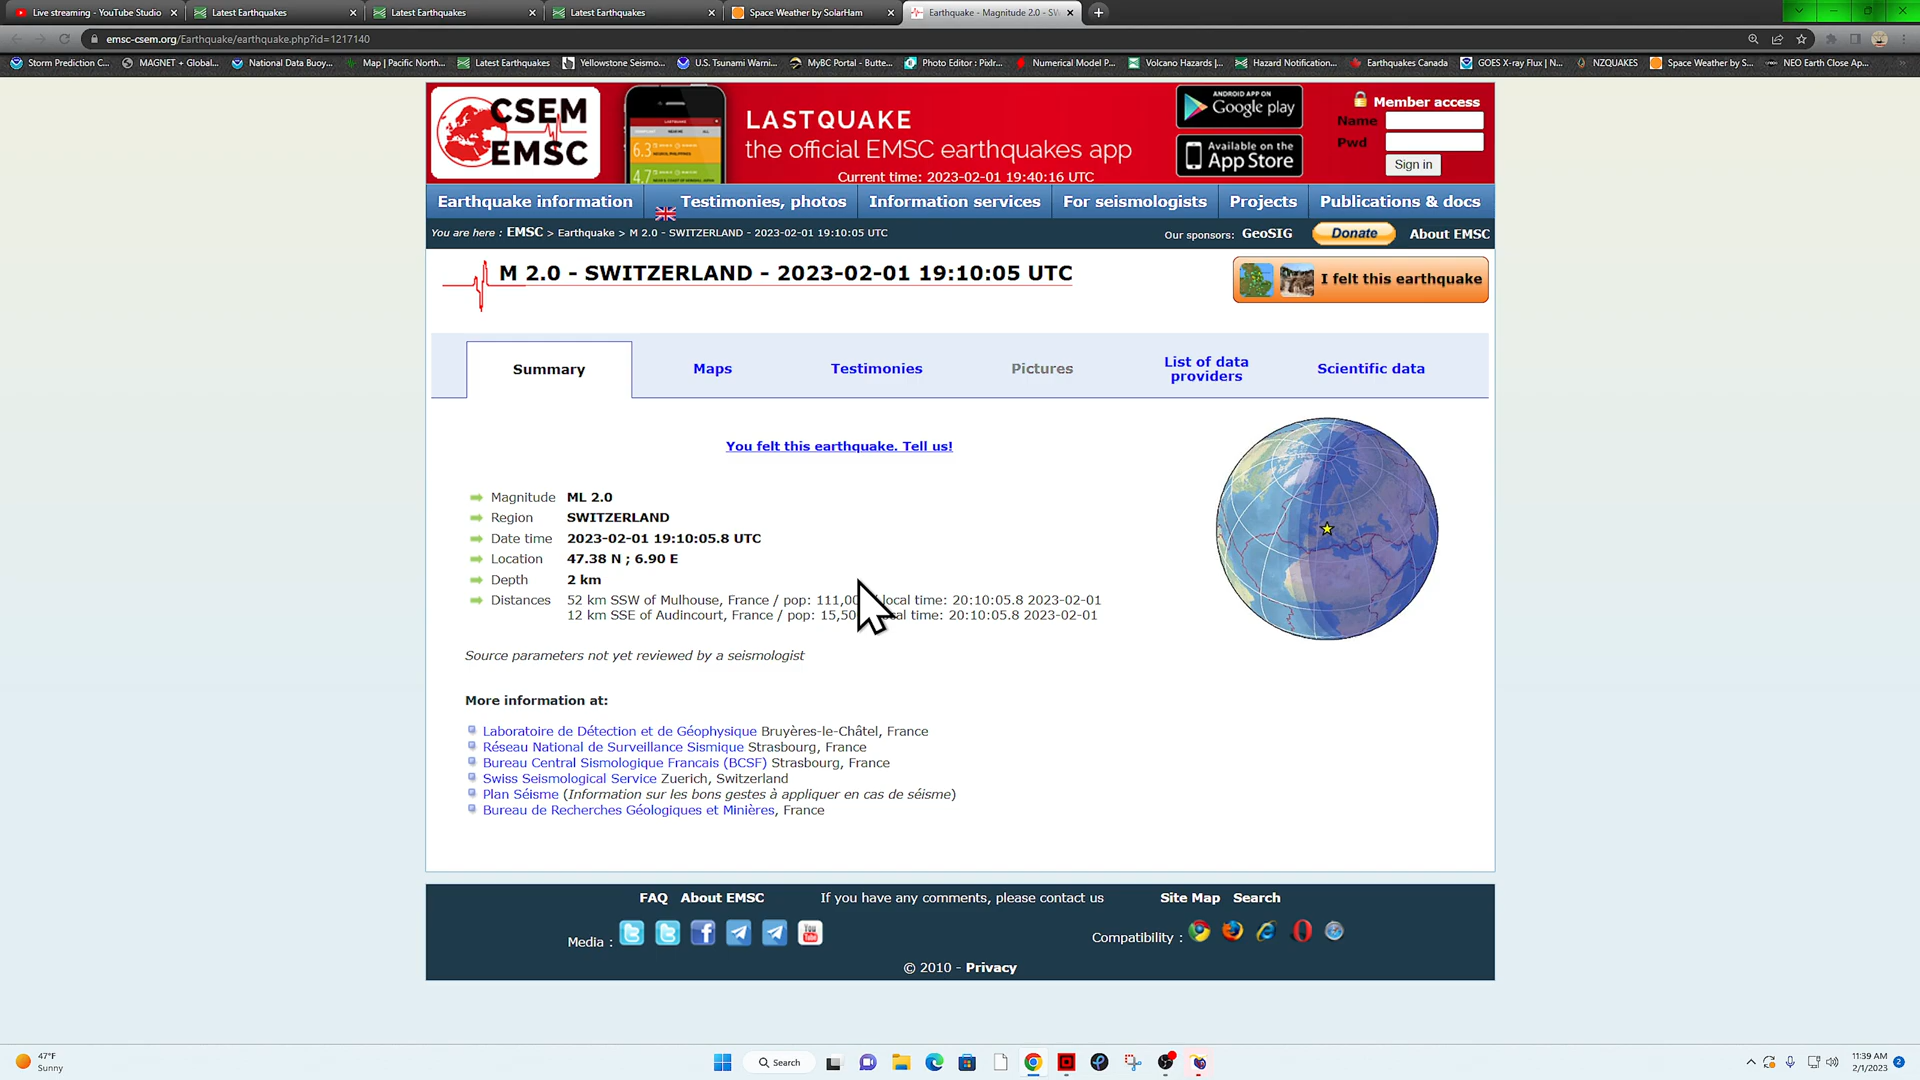 Live streaming - YouTube Studio
Latest Earthquakes
Latest Earthquakes
Latest Earthquakes
Space Weather by SolarHam
Earthquake - Magnitude 2.0 - SW
emsc-csem.org/Earthquake/earthquake.php?id=1217140
Storm Prediction C...
MAGNET + Global...
National Data Buoy...
Map | Pacific North...
Latest Earthquakes
Yellowstone Seismo...
U.S. Tsunami Warni...
MyBC Portal - Butte...
Photo Editor : Pixlr...
Numerical Model P...
Volcano Hazards |...
Hazard Notification...
Earthquakes Canada
GOES X-ray Flux | N...
NZQUAKES
Space Weather by S...
NEO Earth Close Ap...
CSEM
EMSC
LASTQUAKE
the official EMSC earthquakes app
Current time: 2023-02-01 19:40:16 UTC
ANDROID APP ON
Google play
Available on the
App Store
Member access
Name
Pwd
Sign in
Earthquake information
Testimonies, photos
Information services
For seismologists
Projects
Publications & docs
You are here : EMSC > Earthquake > M 2.0 - SWITZERLAND - 2023-02-01 19:10:05 UTC
Our sponsors: GeoSIG
Donate
About EMSC
M 2.0 - SWITZERLAND - 2023-02-01 19:10:05 UTC
I felt this earthquake
Summary
Maps
Testimonies
Pictures
List of data
providers
Scientific data
You felt this earthquake. Tell us!
Magnitude ML 2.0
Region SWITZERLAND
Date time 2023-02-01 19:10:05.8 UTC
Location 47.38 N ; 6.90 E
Depth 2 km
Distances 52 km SSW of Mulhouse, France / pop: 111,00 local time: 20:10:05.8 2023-02-01
12 km SSE of Audincourt, France / pop: 15,50 al time: 20:10:05.8 2023-02-01
Source parameters not yet reviewed by a seismologist
More information at:
Laboratoire de Détection et de Géophysique Bruyères-le-Châtel, France
Réseau National de Surveillance Sismique Strasbourg, France
Bureau Central Sismologique Francais (BCSF) Strasbourg, France
Swiss Seismological Service Zuerich, Switzerland
Plan Séisme (Information sur les bons gestes à appliquer en cas de séisme)
Bureau de Recherches Géologiques et Minières, France
FAQ
About EMSC
If you have any comments, please contact us
Site Map
Search
Media :
Compatibility :
© 2010 - Privacy
47°F
Sunny
Search
11:39 AM
2/1/2023
2